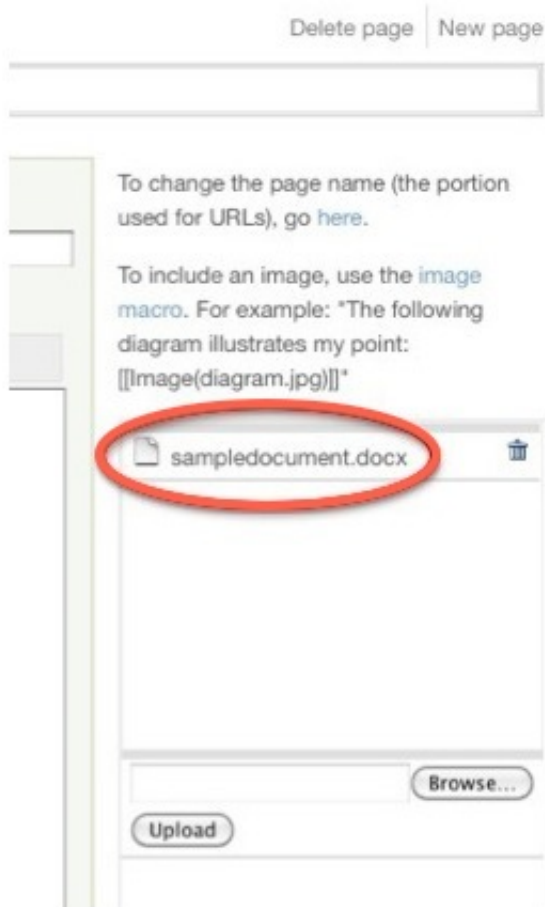 Delete page New page
To change the page name (the portion
used for URLs), go here.
To include an image, use the image
macro. For example: "The following
diagram illustrates my point:
[[Image(diagram.jpg)]]"
sampledocument.docx
Browse...
Upload